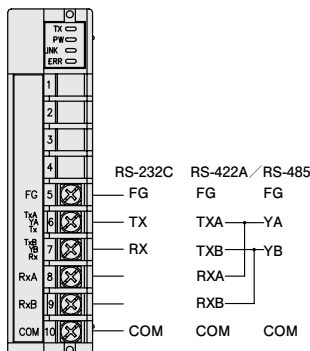 TX
PW
LINK
ERR
1
2
3
4
RS-232C RS-422A／RS-485
FG 5 FG FG FG
TxA YA Tx 6 TX TXA YA
TxB YB Rx 7 RX TXB YB
RxA 8 RXA
RxB 9 RXB
COM 10 COM COM COM